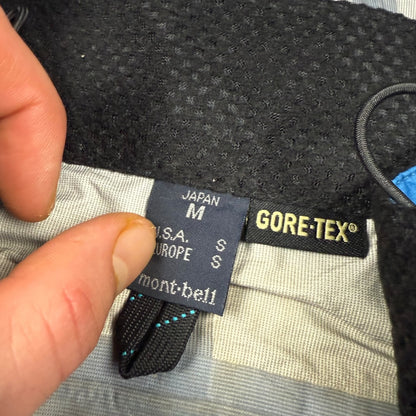 JAPAN
M
U.S.A. S
EUROPE S
mont-bell
GORE-TEX®